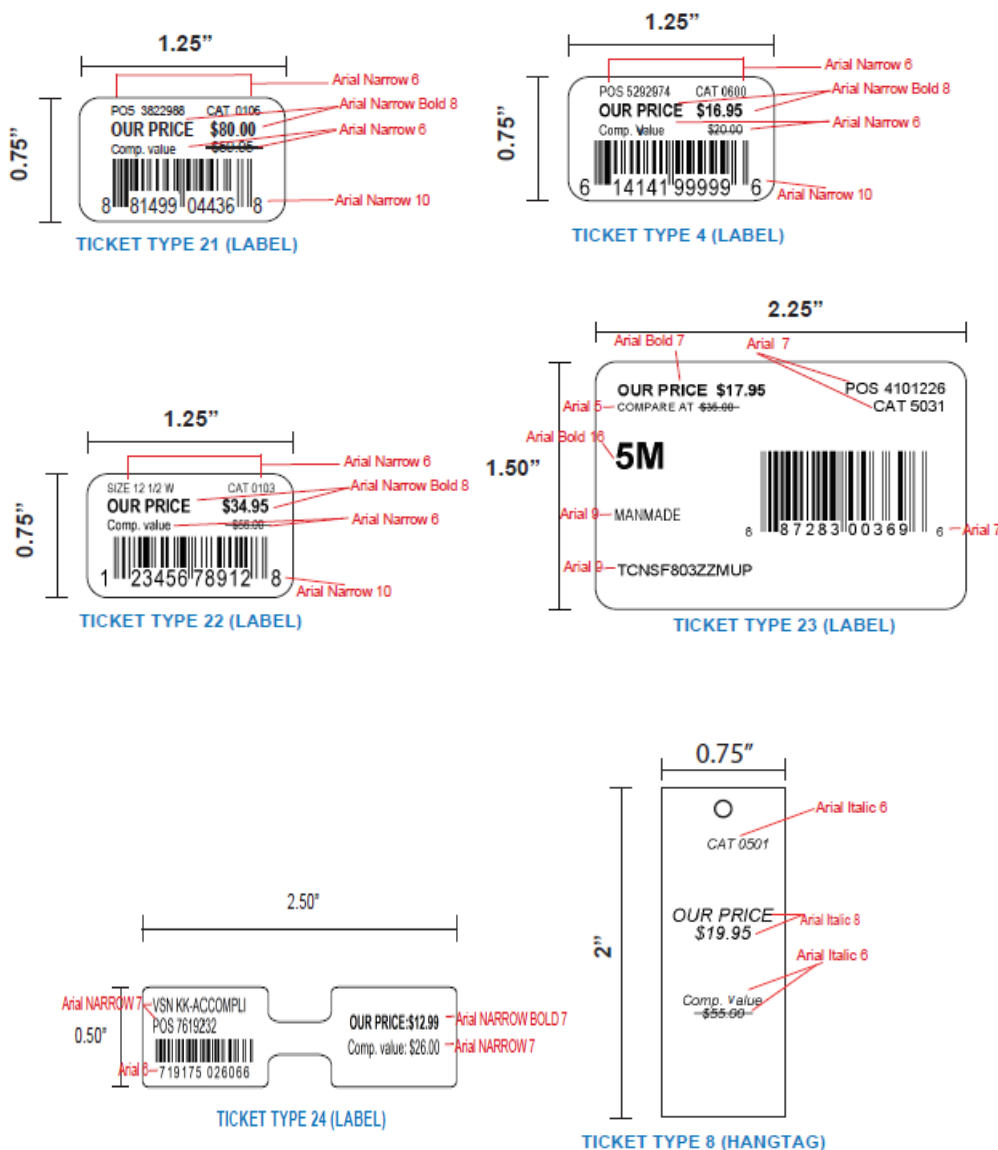 1.25”
Arial Narrow 6
POS 3822988 CAT 0106
Arial Narrow Bold 8
OUR PRICE $80.00
Arial Narrow 6
Comp. value
0.75”
8 81499 04436 8
Arial Narrow 10
TICKET TYPE 21 (LABEL)
1.25”
Arial Narrow 6
POS 5292974 CAT 0600
Arial Narrow Bold 8
OUR PRICE $16.95
Arial Narrow 6
Comp. Value $20.00
0.75”
6 14141 99999 6
Arial Narrow 10
TICKET TYPE 4 (LABEL)
1.25”
Arial Narrow 6
SIZE 12 1/2 W CAT 0103
Arial Narrow Bold 8
OUR PRICE $34.95
Arial Narrow 6
Comp. value $56.00
0.75”
1 23456 78912 8
Arial Narrow 10
TICKET TYPE 22 (LABEL)
2.25”
Arial Bold 7 Arial 7
OUR PRICE $17.95 POS 4101226
Arial 5 COMPARE AT $35.00 CAT 5031
Arial Bold 16
5M
1.50”
Arial 9 MANMADE
6 87283 00369 6 Arial 7
Arial 9 TCNSF803ZZMUP
TICKET TYPE 23 (LABEL)
2.50”
Arial NARROW 7 VSN KK-ACCOMPLI
POS 7619232
OUR PRICE:$12.99 Arial NARROW BOLD 7
0.50”
Comp. value: $26.00 Arial NARROW 7
Arial 6 719175 026066
TICKET TYPE 24 (LABEL)
0.75”
Arial Italic 6
CAT 0501
OUR PRICE
Arial Italic 8
$19.95
2”
Arial Italic 6
Comp. Value
$55.00
TICKET TYPE 8 (HANGTAG)